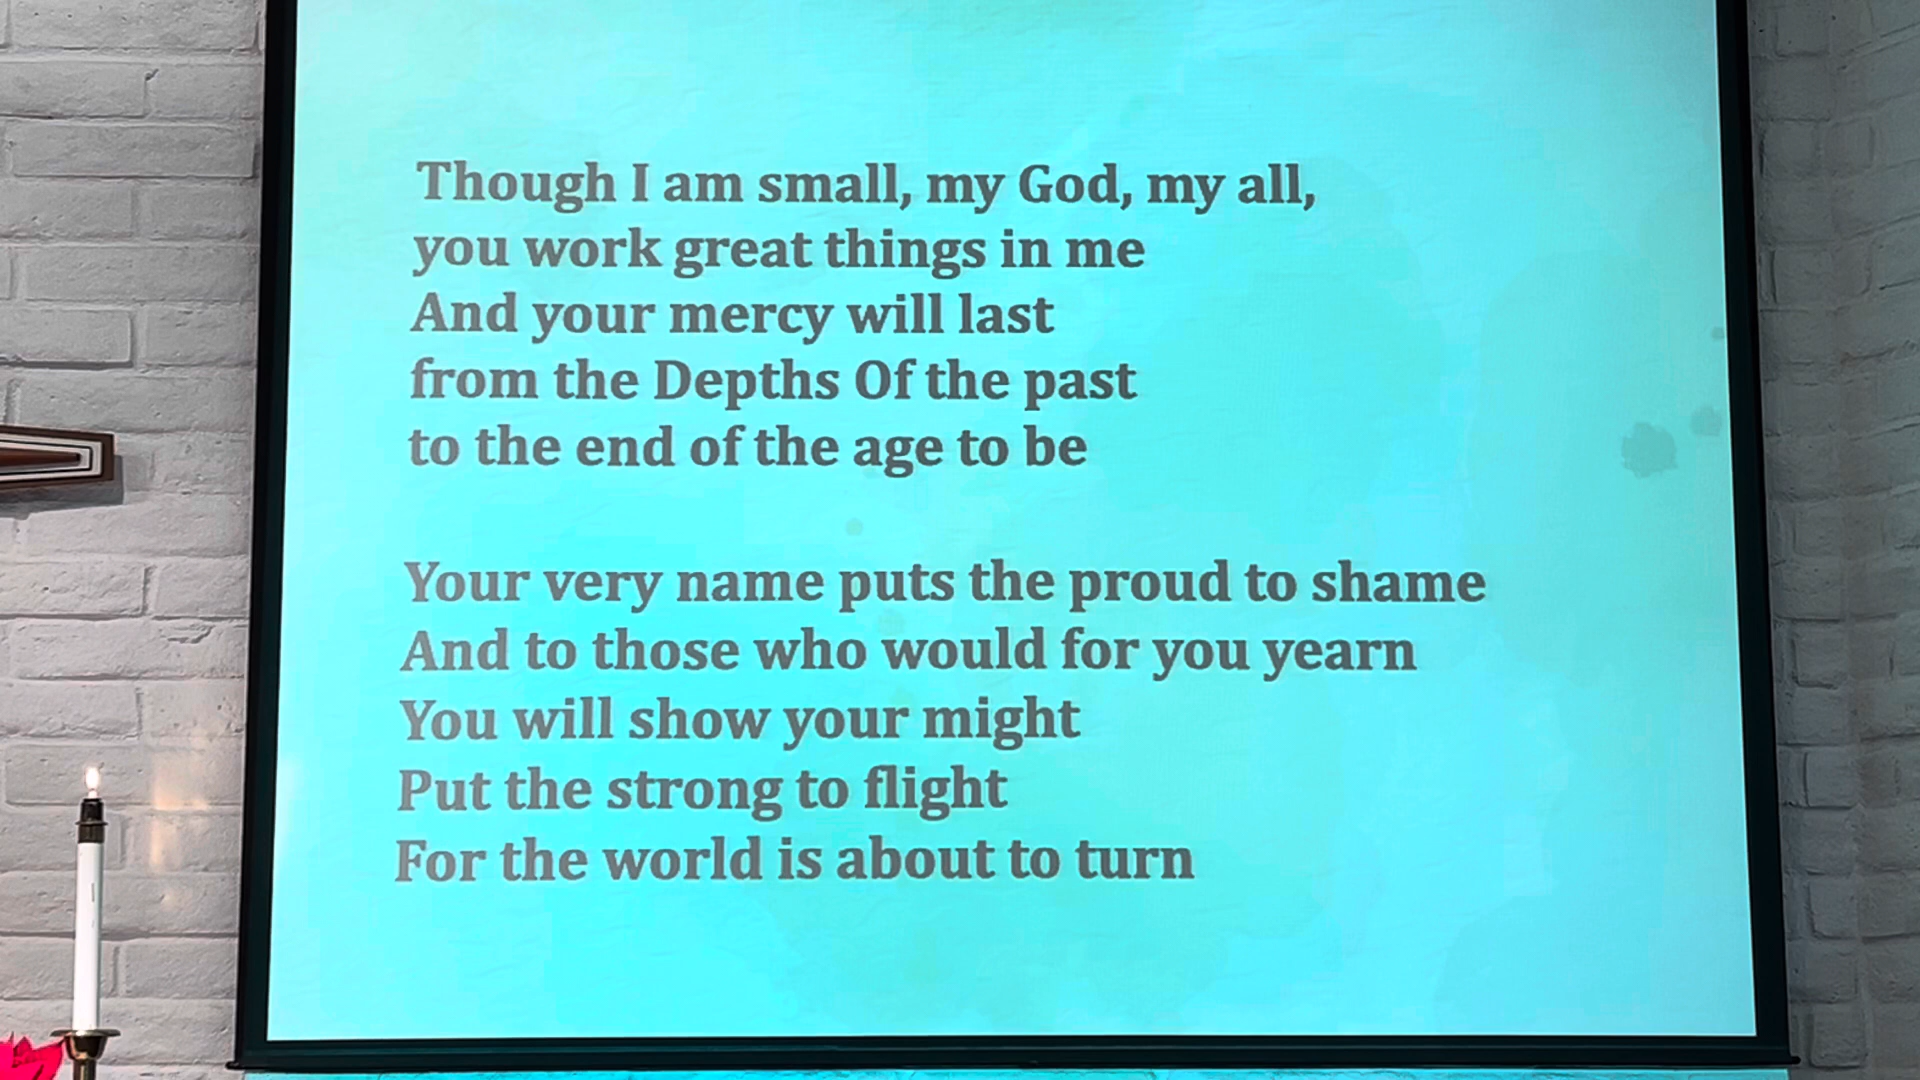 Though I am small, my God, my all,
you work great things in me
And your mercy will last
from the Depths Of the past
to the end of the age to be
Your very name puts the proud to shame
And to those who would for you yearn
You will show your might
Put the strong to flight
For the world is about to turn